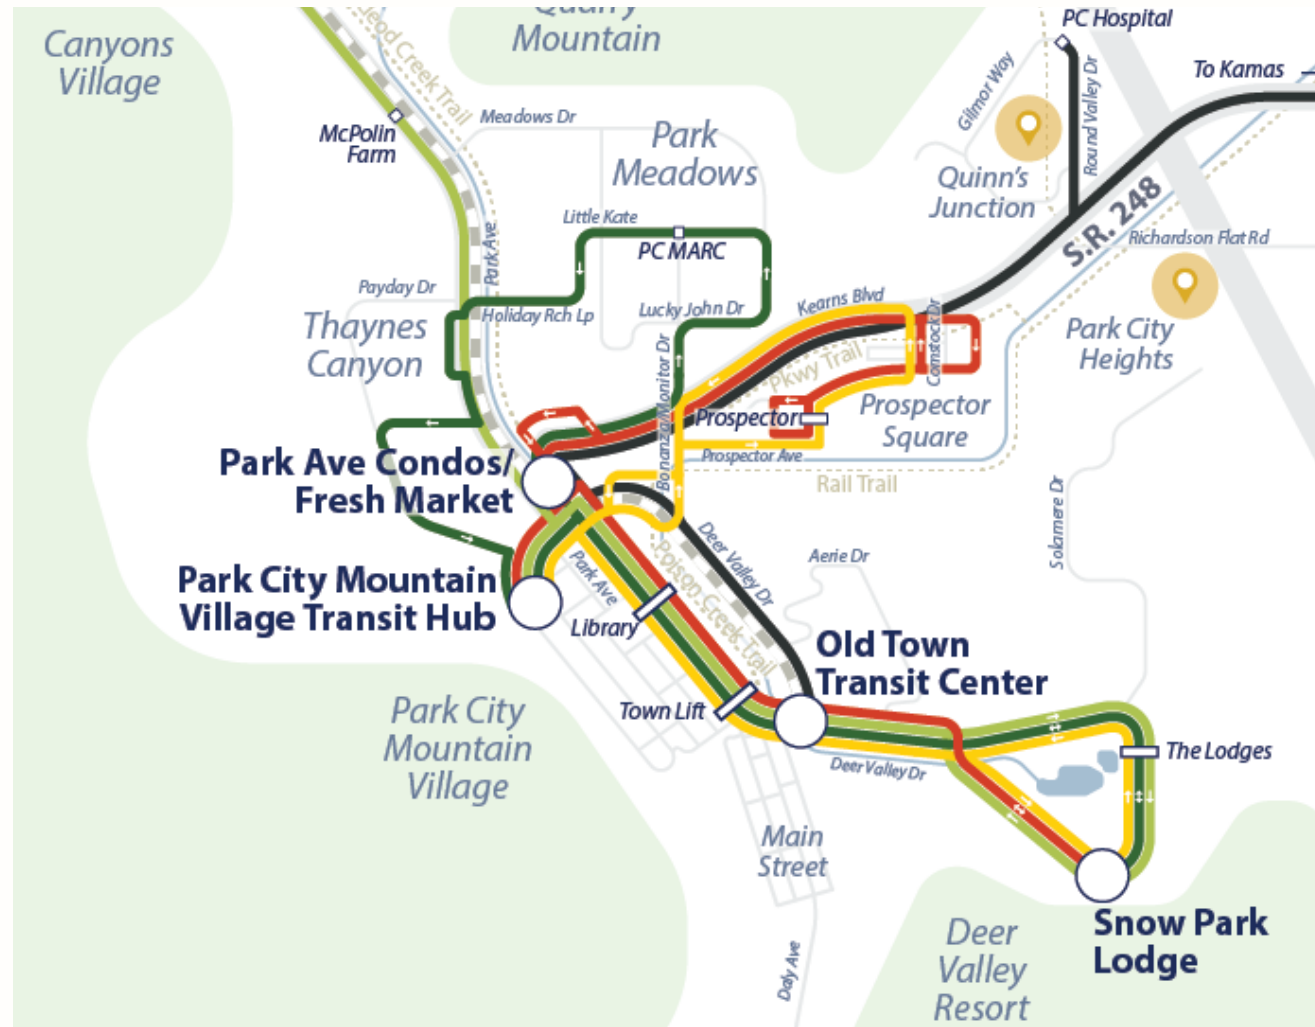 Canyons
Village
Quarry
Mountain
PC Hospital
To Kamas
Gilmor Way
Round Valley Dr
McPolin
Farm
leod Creek Trail
Meadows Dr
Park
Meadows
Quinn's
Junction
S.R. 248
Richardson Flat Rd
Little Kate
PC MARC
Park Ave
Payday Dr
Holiday Rch Lp
Lucky John Dr
Kearns Blvd
Thaynes
Canyon
Comstock Dr
Park City
Heights
Pkwy Trail
Bonanza/Monitor Dr
Prospector
Prospector
Square
Prospector Ave
Rail Trail
Park Ave Condos/
Fresh Market
Solamere Dr
Deer Valley Dr
Aerie Dr
Poison Creek Trail
Park Ave
Park City Mountain
Village Transit Hub
Library
Old Town
Transit Center
Town Lift
Park City
Mountain
Village
The Lodges
Deer Valley Dr
Main
Street
Snow Park
Lodge
Deer
Valley
Resort
Daly Ave